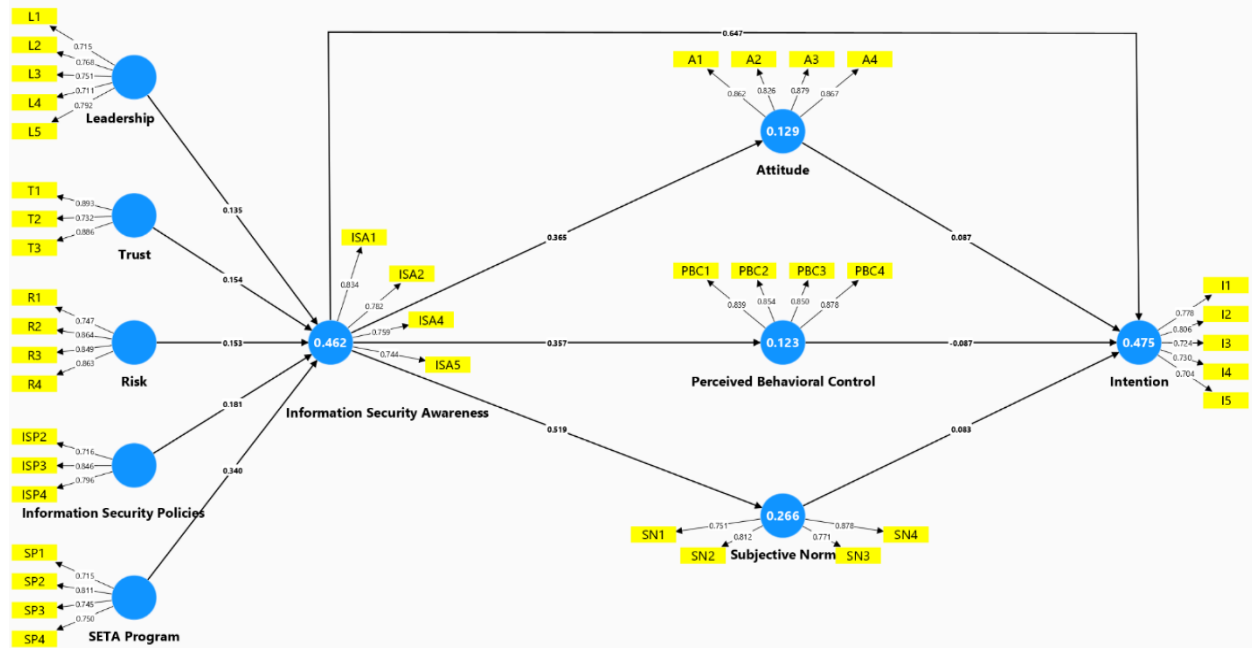 L1
L2
L3
L4
L5
0.715
0.768
0.751
0.711
0.792
Leadership
T1
T2
T3
0.893
0.732
0.886
Trust
R1
R2
R3
R4
0.747
0.864
0.849
0.863
Risk
ISP2
ISP3
ISP4
0.716
0.846
0.796
Information Security Policies
SP1
SP2
SP3
SP4
0.715
0.811
0.745
0.750
SETA Program
0.135
0.154
0.153
0.181
0.340
0.462
ISA1
ISA2
ISA4
ISA5
0.834
0.782
0.759
0.744
Information Security Awareness
0.647
0.365
0.357
0.519
A1 A2 A3 A4
0.862 0.826 0.879 0.867
0.129
Attitude
PBC1 PBC2 PBC3 PBC4
0.839 0.854 0.850 0.878
0.123
Perceived Behavioral Control
0.266
0.751 0.812 0.771 0.878
SN1 SN2 SN3 SN4
Subjective Norm
0.087
-0.087
0.083
0.475
Intention
0.778
0.806
0.724
0.730
0.704
I1
I2
I3
I4
I5